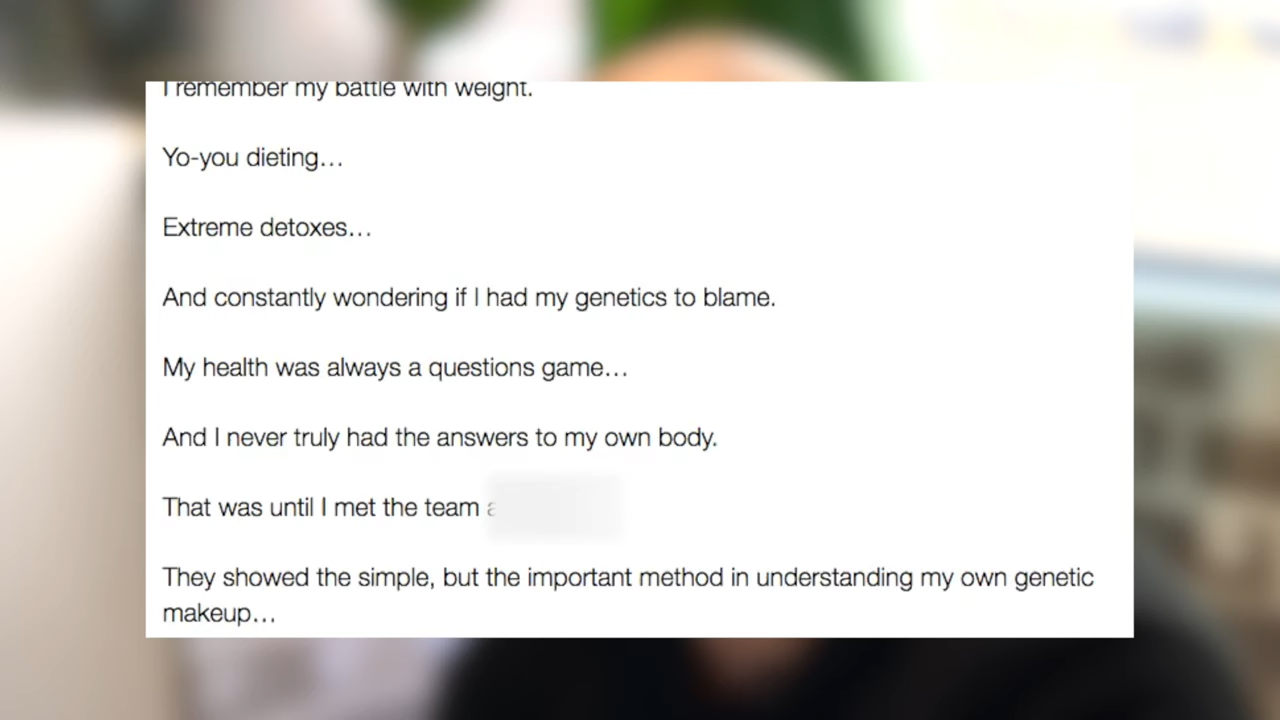 I remember my battle with weight.
Yo-you dieting…
Extreme detoxes…
And constantly wondering if I had my genetics to blame.
My health was always a questions game…
And I never truly had the answers to my own body.
That was until I met the team
They showed the simple, but the important method in understanding my own genetic
makeup…